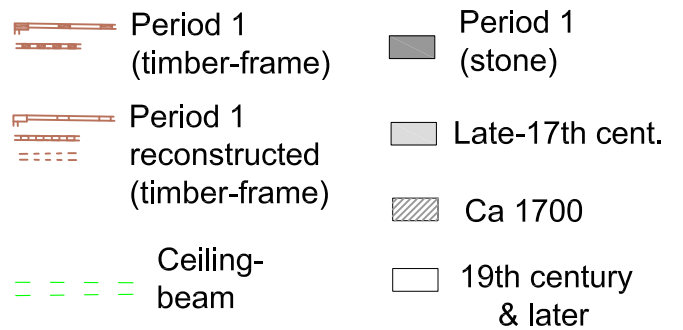 Period 1
(timber-frame)
Period 1
reconstructed
(timber-frame)
Ceiling-
beam
Period 1
(stone)
Late-17th cent.
Ca 1700
19th century
& later